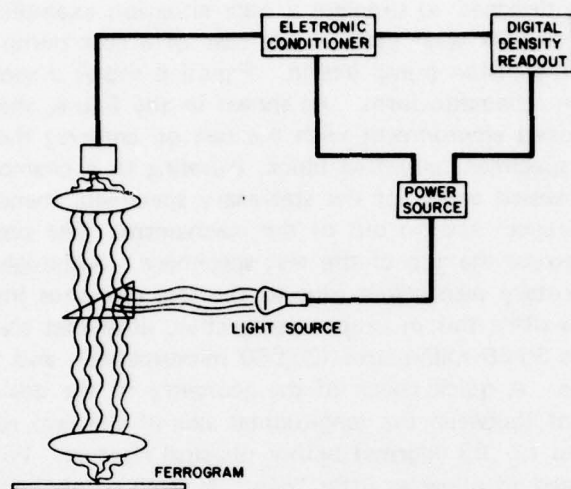 ELETRONIC
CONDITIONER
DIGITAL
DENSITY
READOUT
POWER
SOURCE
LIGHT SOURCE
FERROGRAM